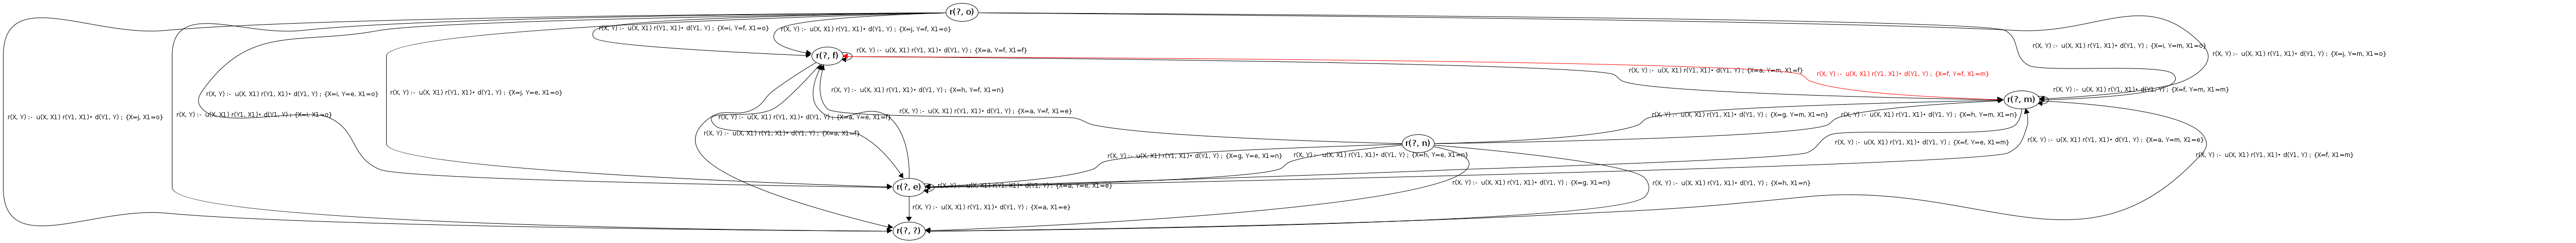 r(?, o)
r(X, Y) :- u(X, X1) r(Y1, X1)• d(Y1, Y) ; {X=i, Y=f, X1=o}
r(X, Y) :- u(X, X1) r(Y1, X1)• d(Y1, Y) ; {X=j, Y=f, X1=o}
r(X, Y) :- u(X, X1) r(Y1, X1)• d(Y1, Y) ; {X=i, Y=m, X1=o}
r(X, Y) :- u(X, X1) r(Y1, X1)• d(Y1, Y) ; {X=a, Y=f, X1=f}
r(X, Y) :- u(X, X1) r(Y1, X1)• d(Y1, Y) ; {X=j, Y=m, X1=o}
r(?, f)
r(X, Y) :- u(X, X1) r(Y1, X1)• d(Y1, Y) ; {X=a, Y=m, X1=f}
r(X, Y) :- u(X, X1) r(Y1, X1)• d(Y1, Y) ; {X=f, Y=f, X1=m}
r(X, Y) :- u(X, X1) r(Y1, X1)• d(Y1, Y) ; {X=h, Y=f, X1=n}
r(X, Y) :- u(X, X1) r(Y1, X1)• d(Y1, Y) ; {X=f, Y=m, X1=m}
r(X, Y) :- u(X, X1) r(Y1, X1)• d(Y1, Y) ; {X=i, Y=e, X1=o}
r(X, Y) :- u(X, X1) r(Y1, X1)• d(Y1, Y) ; {X=j, Y=e, X1=o}
r(?, m)
r(X, Y) :- u(X, X1) r(Y1, X1)• d(Y1, Y) ; {X=a, Y=f, X1=e}
r(X, Y) :- u(X, X1) r(Y1, X1)• d(Y1, Y) ; {X=j, X1=o}
r(X, Y) :- u(X, X1) r(Y1, X1)• d(Y1, Y) ; {X=i, X1=o}
r(X, Y) :- u(X, X1) r(Y1, X1)• d(Y1, Y) ; {X=a, Y=e, X1=f}
r(X, Y) :- u(X, X1) r(Y1, X1)• d(Y1, Y) ; {X=g, Y=m, X1=n}
r(X, Y) :- u(X, X1) r(Y1, X1)• d(Y1, Y) ; {X=h, Y=m, X1=n}
r(X, Y) :- u(X, X1) r(Y1, X1)• d(Y1, Y) ; {X=a, X1=f}
r(X, Y) :- u(X, X1) r(Y1, X1)• d(Y1, Y) ; {X=f, Y=e, X1=m}
r(X, Y) :- u(X, X1) r(Y1, X1)• d(Y1, Y) ; {X=a, Y=m, X1=e}
r(?, n)
r(X, Y) :- u(X, X1) r(Y1, X1)• d(Y1, Y) ; {X=g, Y=e, X1=n}
r(X, Y) :- u(X, X1) r(Y1, X1)• d(Y1, Y) ; {X=h, Y=e, X1=n}
r(X, Y) :- u(X, X1) r(Y1, X1)• d(Y1, Y) ; {X=f, X1=m}
r(?, e)
r(X, Y) :- u(X, X1) r(Y1, X1)• d(Y1, Y) ; {X=a, Y=e, X1=e}
r(X, Y) :- u(X, X1) r(Y1, X1)• d(Y1, Y) ; {X=g, X1=n}
r(X, Y) :- u(X, X1) r(Y1, X1)• d(Y1, Y) ; {X=h, X1=n}
r(X, Y) :- u(X, X1) r(Y1, X1)• d(Y1, Y) ; {X=a, X1=e}
r(?, ?)